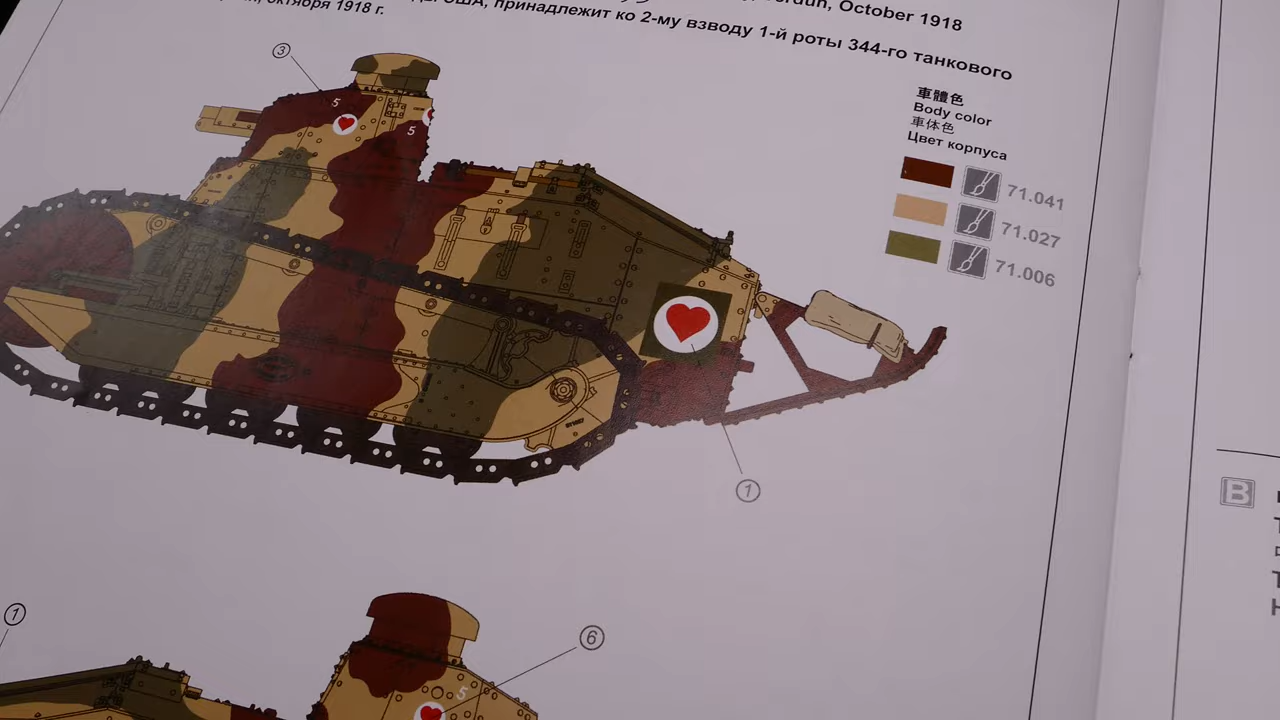 , October 1918
США, принадлежит ко 2-му взводу 1-й роты 344-го танкового
октября 1918 г.
3
車體色
Body color
車体色
Цвет корпуса
5
5
71.041
71.027
71.006
1
B
1
6
5